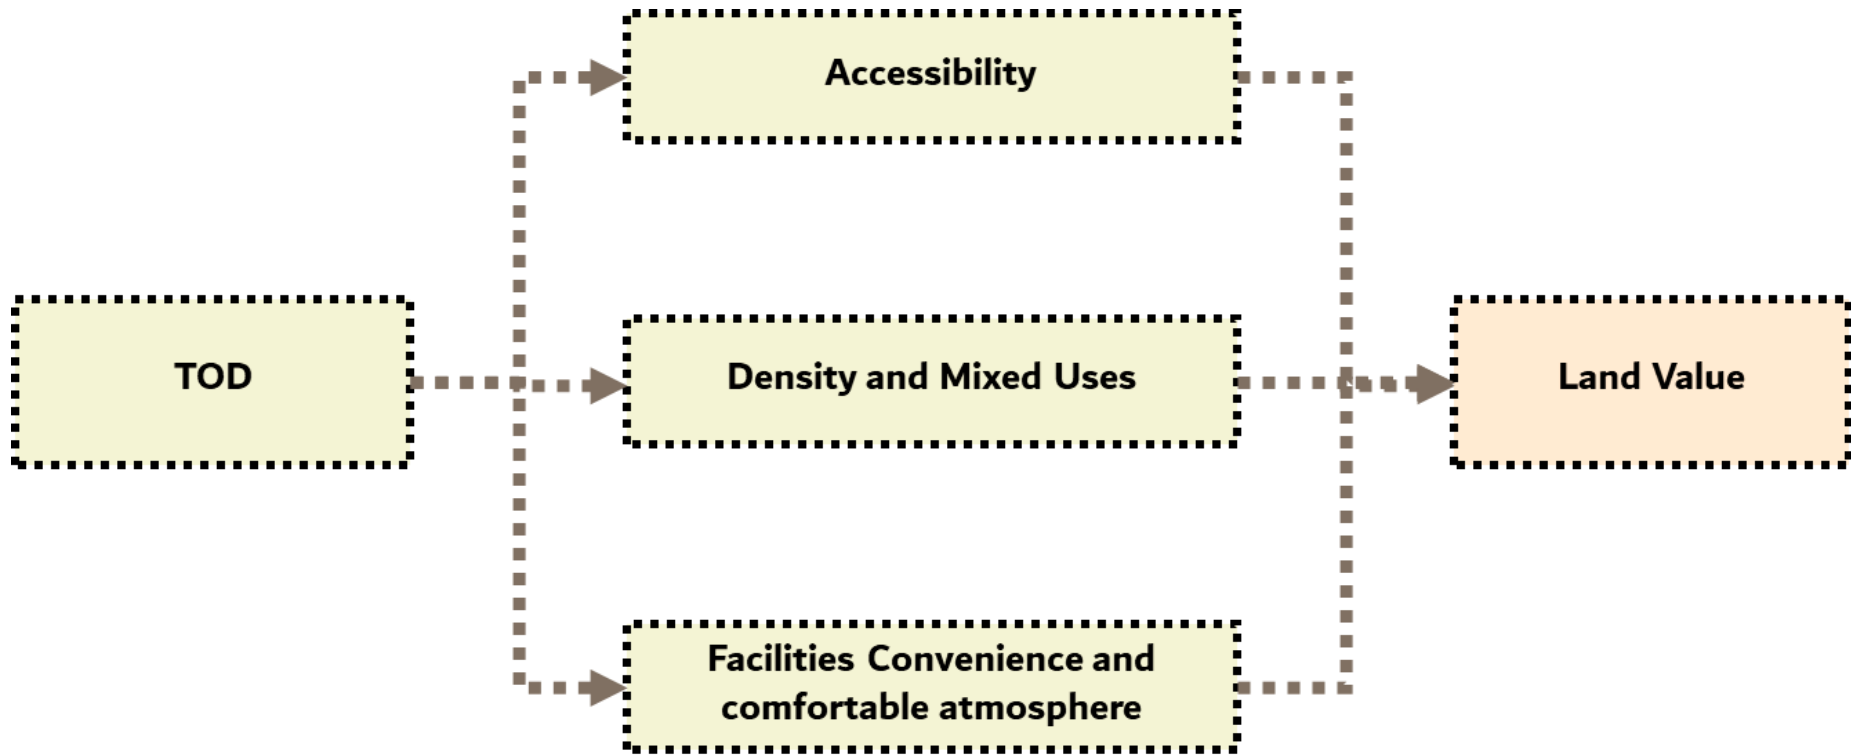 Accessibility
TOD
Density and Mixed Uses
Land Value
Facilities Convenience and
comfortable atmosphere